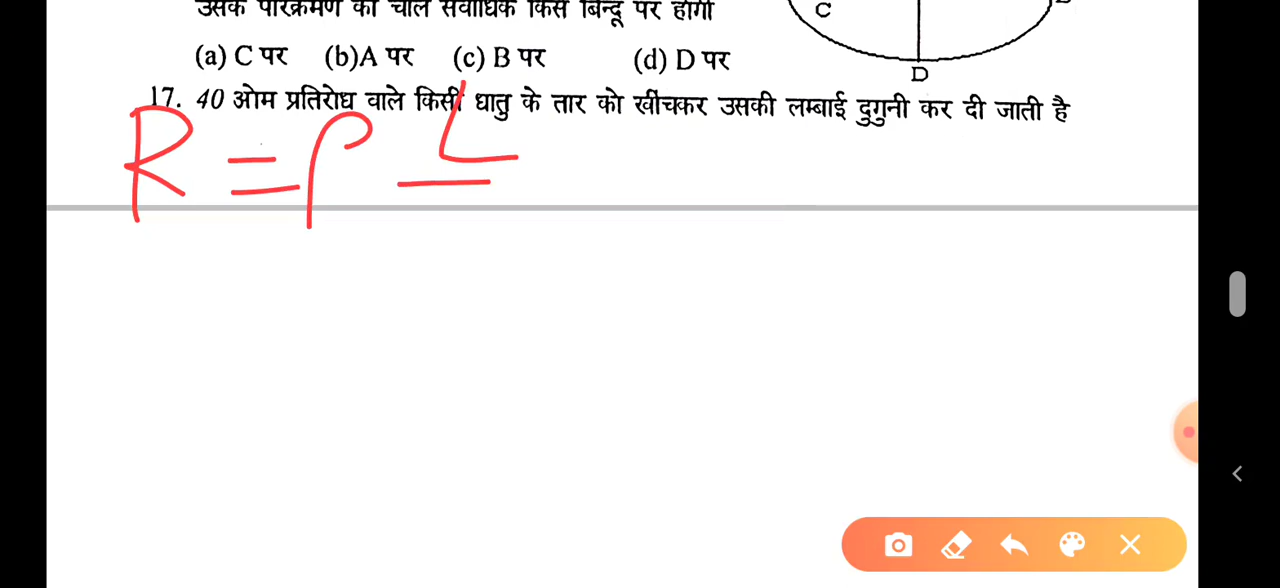 उसके परिक्रमण की चाल सर्वाधिक किस बिन्दू पर होगी
C
(a) C पर (b)A पर (c) B पर (d) D पर
D
17. 40 ओम प्रतिरोध वाले किसी धातु के तार को खींचकर उसकी लम्बाई दुगुनी कर दी जाती है
R = ρ L